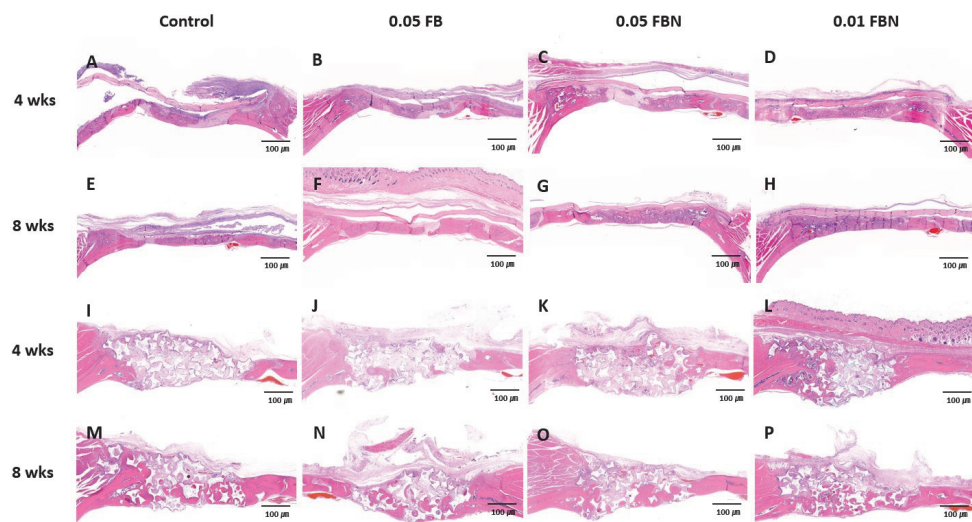 Control 0.05 FB 0.05 FBN 0.01 FBN
4 wks A B C D
100 ㎛ 100 ㎛ 100 ㎛ 100 ㎛
8 wks E F G H
100 ㎛ 100 ㎛ 100 ㎛ 100 ㎛
4 wks I J K L
100 ㎛ 100 ㎛ 100 ㎛ 100 ㎛
8 wks M N O P
100 ㎛ 100 ㎛ 100 ㎛ 100 ㎛